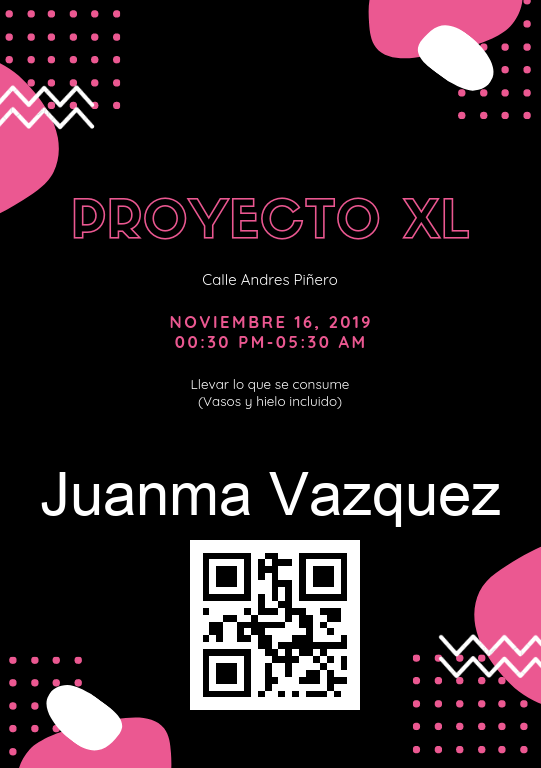 PROYECTO XL
Calle Andres Piñero
NOVIEMBRE 16, 2019
00:30 PM-05:30 AM
Llevar lo que se consume
(Vasos y hielo incluido)
Juanma Vazquez